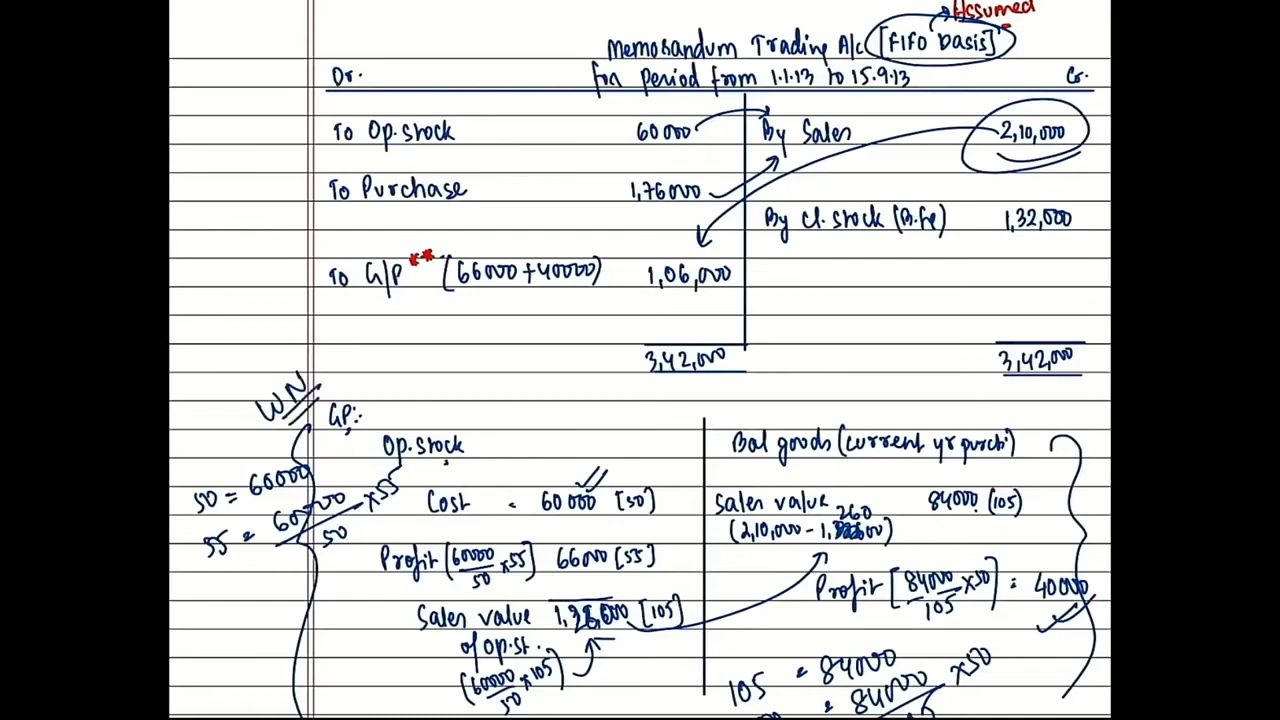 Assumed
Memorandum Trading A/c [FIFO basis]
for period from 1.1.13 to 15.9.13
Dr. Cr.
To Op. stock 60000 By Sales 2,10,000
To Purchase 1,76000
By cl. stock (B.fe) 1,32,000
To G/P ** (66000+40000) 1,06,000
3,42,000 3,42,000
WN
GP:-
Op. stock
50 = 60000
55 = 60000/50 ×55
Cost = 60000 [50]
Profit [60000/50 ×55] 66000 [55]
Sales value 1,26,000 [105]
of op. st.
(60000/50 ×105)
Bal goods (current yr purch)
Sales value 84000 (105)
260
(2,10,000 -
Profit [84000/105 ×50] = 40000
105 = 84000
= 84000 ×50